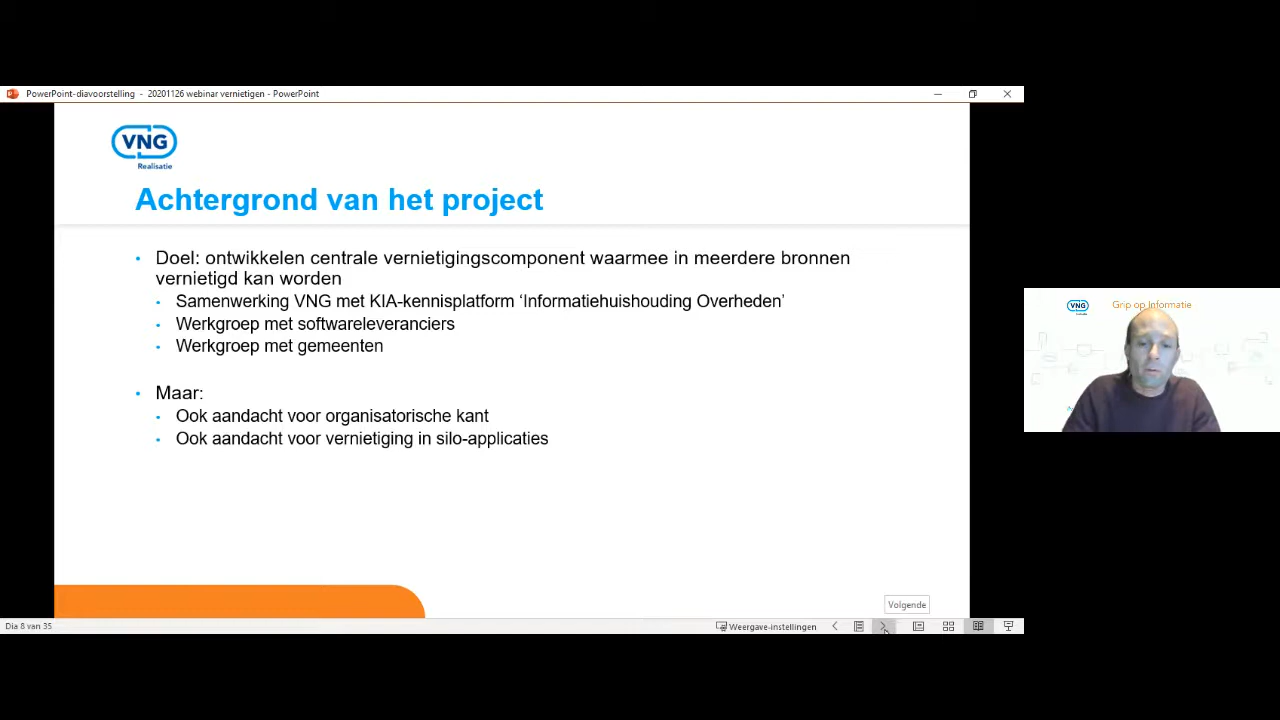 PowerPoint-diavoorstelling - 20201126 webinar vernietigen - PowerPoint
VNG
Realisatie
Achtergrond van het project
• Doel: ontwikkelen centrale vernietigingscomponent waarmee in meerdere bronnen
vernietigd kan worden
• Samenwerking VNG met KIA-kennisplatform ‘Informatiehuishouding Overheden’
• Werkgroep met softwareleveranciers
• Werkgroep met gemeenten
• Maar:
• Ook aandacht voor organisatorische kant
• Ook aandacht voor vernietiging in silo-applicaties
Volgende
Dia 8 van 35
Weergave-instellingen
VNG
Grip op Informatie